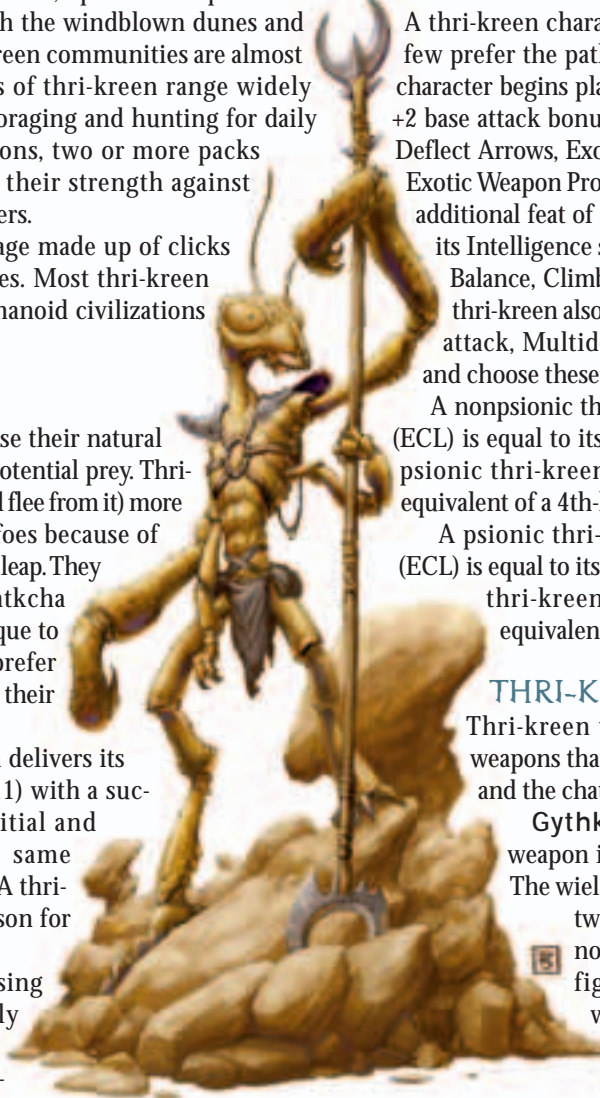 h the windblown dunes and
reen communities are almost
s of thri-kreen range widely
oraging and hunting for daily
ons, two or more packs
their strength against
ers.
age made up of clicks
es. Most thri-kreen
nanoid civilizations
se their natural
otential prey. Thri-
l flee from it) more
foes because of
leap. They
atkcha
que to
prefer
their
delivers its
1) with a suc-
itial and
same
A thri-
son for
sing
ly
A thri-kreen chara
few prefer the pat
character begins pla
+2 base attack bonu
Deflect Arrows, Exo
Exotic Weapon Pro
additional feat of
its Intelligence s
Balance, Climb
thri-kreen also
attack, Multid
and choose these
A nonpsionic th
(ECL) is equal to its
psionic thri-kreen
equivalent of a 4th-
A psionic thri-
(ECL) is equal to its
thri-kreen
equivalen
THRI-K
Thri-kreen
weapons tha
and the cha
Gythk
weapon i
The wiel
tw
no
fig
w